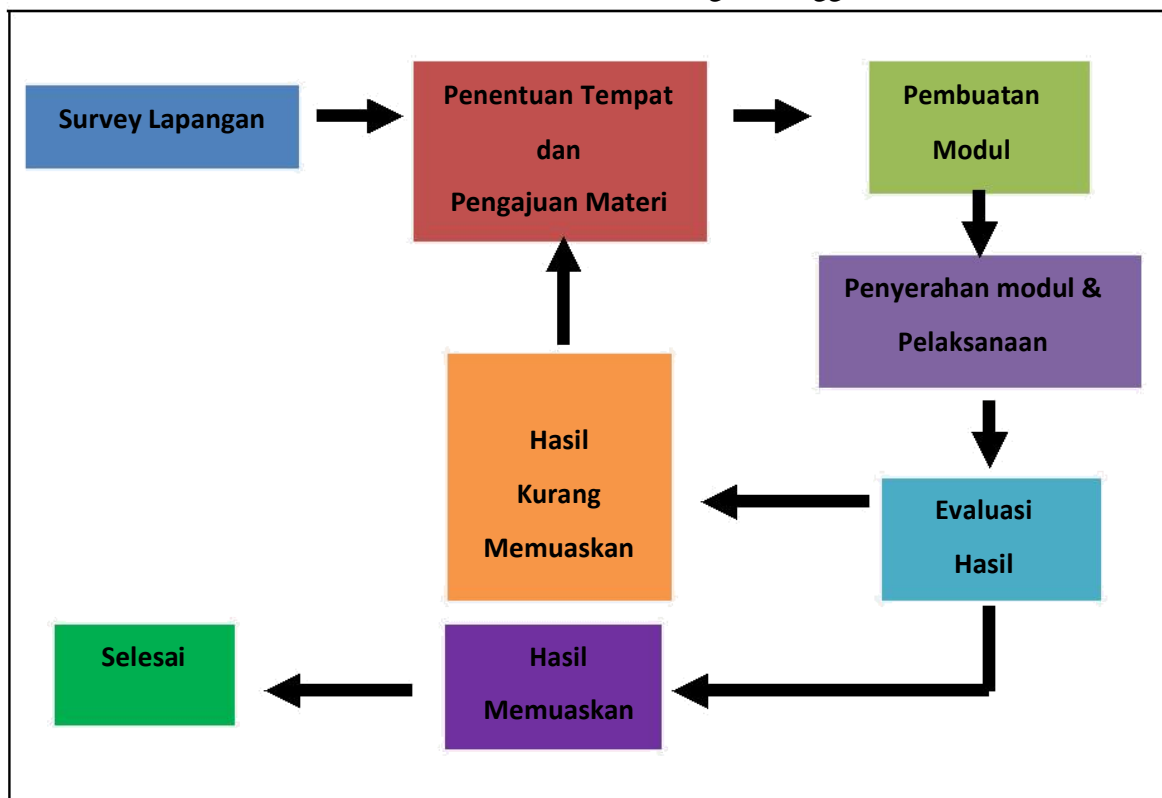 Survey Lapangan
Penentuan Tempat
dan
Pengajuan Materi
Pembuatan
Modul
Penyerahan modul &
Pelaksanaan
Evaluasi
Hasil
Hasil
Kurang
Memuaskan
Hasil
Memuaskan
Selesai